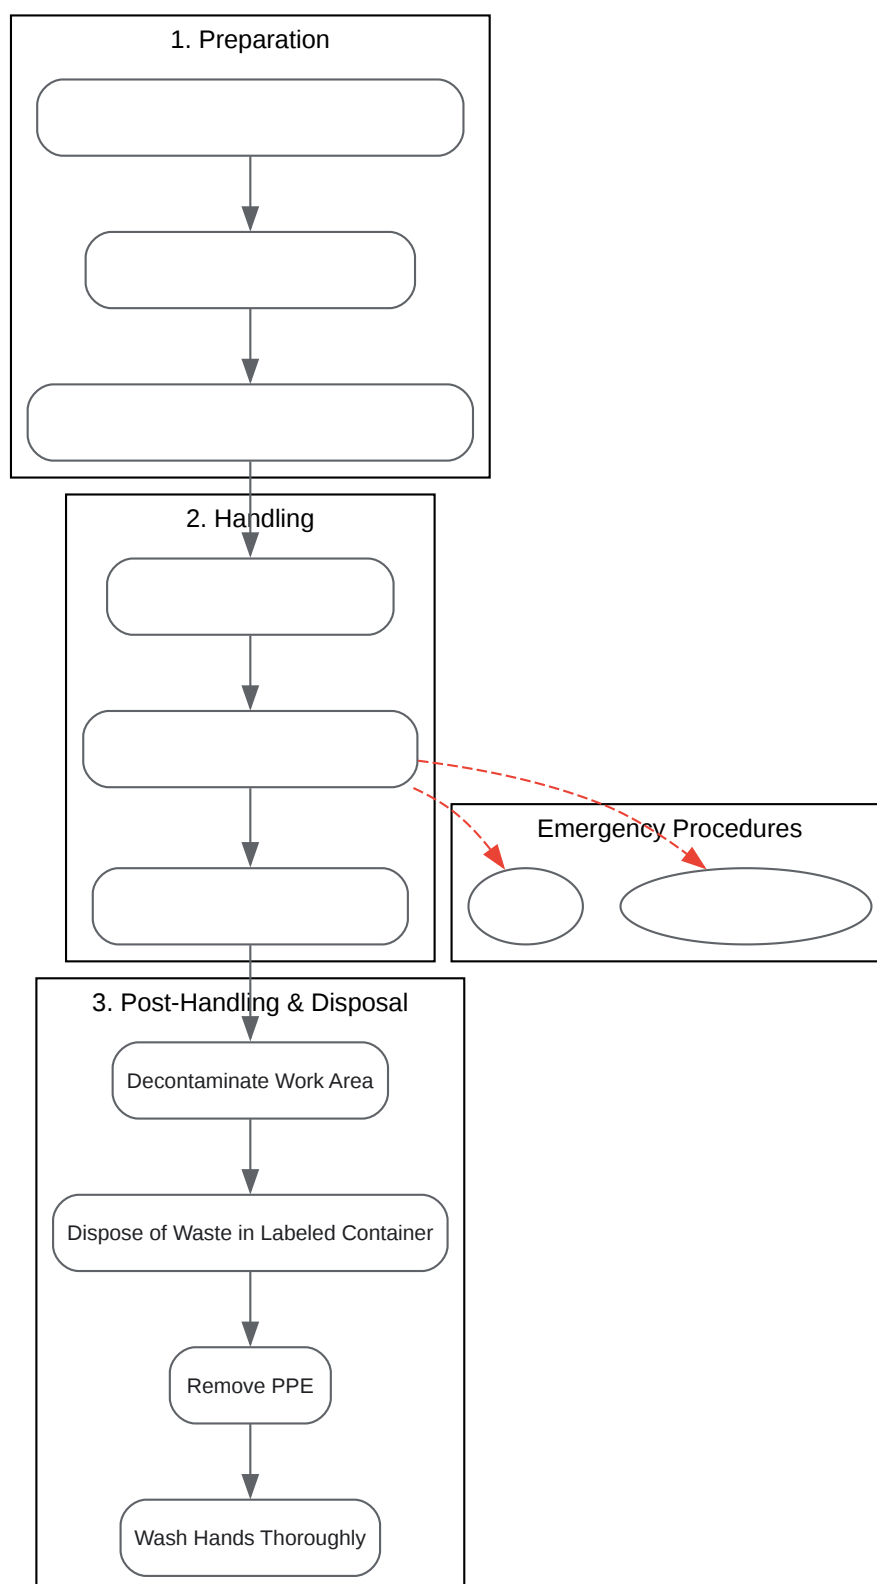 1. Preparation
2. Handling
Emergency Procedures
3. Post-Handling & Disposal
Decontaminate Work Area
Dispose of Waste in Labeled Container
Remove PPE
Wash Hands Thoroughly